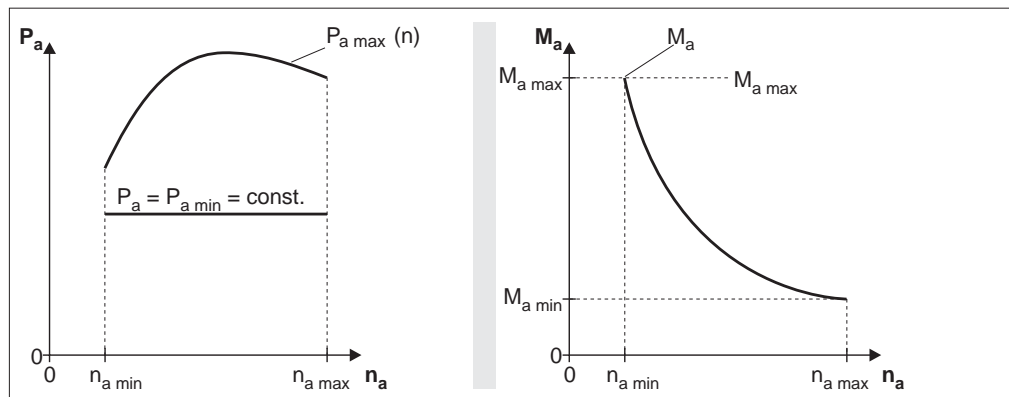 Pa
Pa max (n)
Pa = Pa min = const.
0
0
na min
na max
na
Ma
Ma
Ma max
Ma max
Ma min
0
0
na min
na max
na